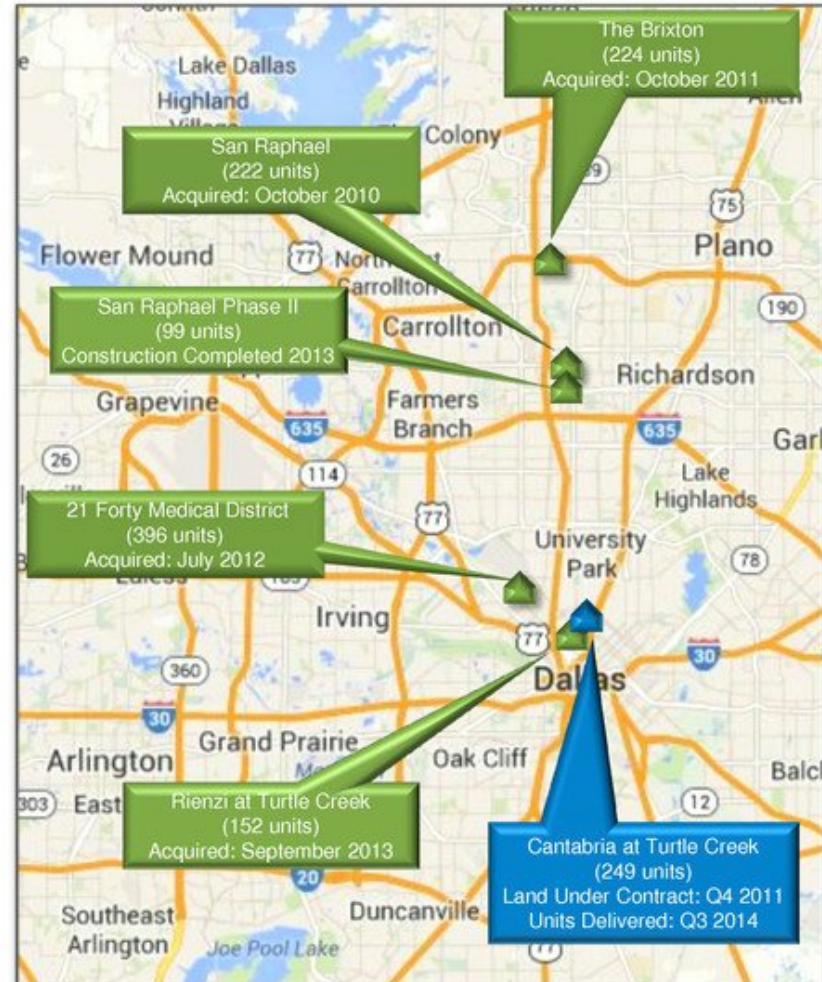 Lake Dallas
Highland
The Brixton
(224 units)
Acquired: October 2011
Allen
Colony
San Raphael
(222 units)
Acquired: October 2010
75
Plano
Flower Mound
77
Carrollton
190
San Raphael Phase II
(99 units)
Construction Completed 2013
Carrollton
Richardson
Grapevine
Farmers
Branch
635
635
26
114
Lake
Highlands
77
21 Forty Medical District
(396 units)
Acquired: July 2012
University
Park
78
Irving
77
30
360
Dallas
30
Grand Prairie
Arlington
Oak Cliff
303
East
12
Rienzi at Turtle Creek
(152 units)
Acquired: September 2013
Cantabria at Turtle Creek
(249 units)
Land Under Contract: Q4 2011
Units Delivered: Q3 2014
20
Southeast
Arlington
Duncanville
Joe Pool Lake
77